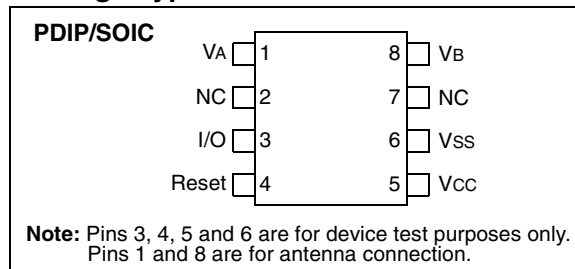 PDIP/SOIC
VA 1 8 VB
NC 2 7 NC
I/O 3 6 VSS
Reset 4 5 VCC
Note: Pins 3, 4, 5 and 6 are for device test purposes only.
Pins 1 and 8 are for antenna connection.